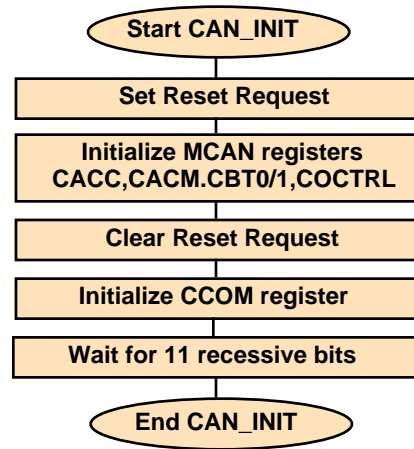 Start CAN_INIT
Set Reset Request
Initialize MCAN registers
CACC,CACM.CBT0/1,COCTRL
Clear Reset Request
Initialize CCOM register
Wait for 11 recessive bits
End CAN_INIT